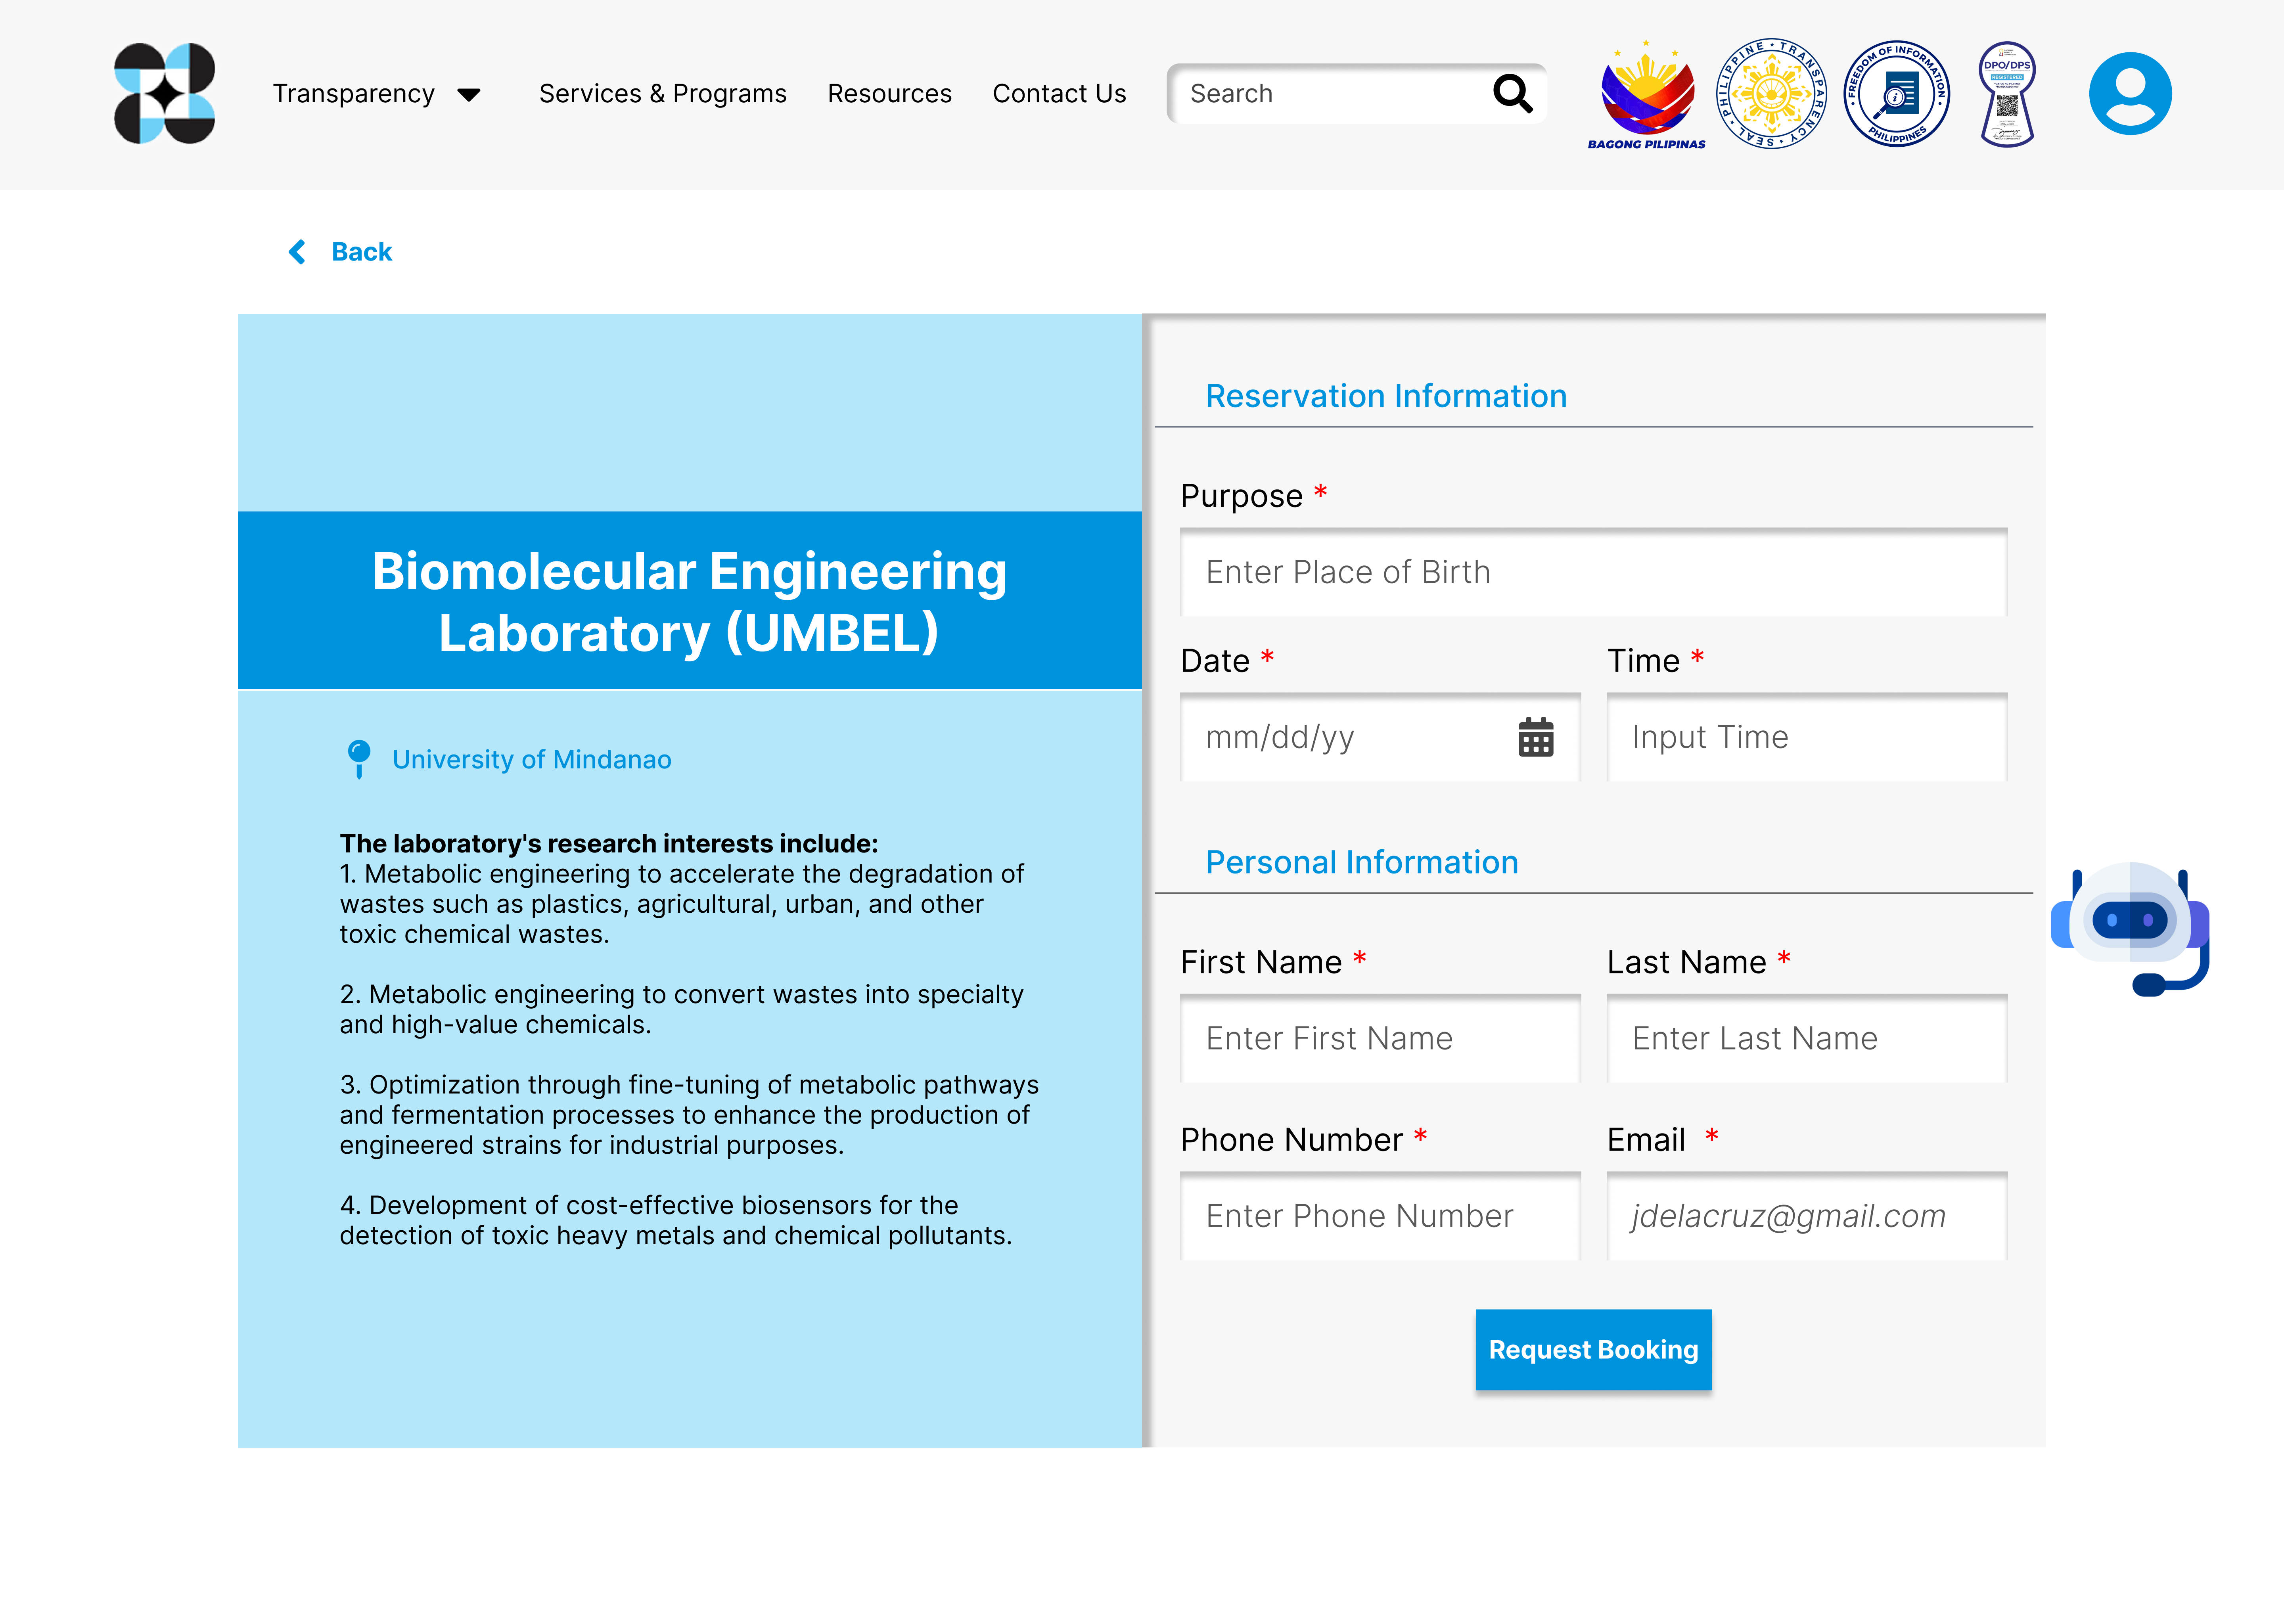 Transparency
Services & Programs
Resources
Contact Us
Search
BAGONG PILIPINAS
PHILIPPINE • TRANSPARENCY SEAL •
FREEDOM OF INFORMATION • PHILIPPINES •
DPO/DPS
REGISTERED
Back
Biomolecular Engineering
Laboratory (UMBEL)
University of Mindanao
The laboratory's research interests include:
1. Metabolic engineering to accelerate the degradation of
wastes such as plastics, agricultural, urban, and other
toxic chemical wastes.
2. Metabolic engineering to convert wastes into specialty
and high-value chemicals.
3. Optimization through fine-tuning of metabolic pathways
and fermentation processes to enhance the production of
engineered strains for industrial purposes.
4. Development of cost-effective biosensors for the
detection of toxic heavy metals and chemical pollutants.
Reservation Information
Purpose *
Enter Place of Birth
Date *
Time *
mm/dd/yy
Input Time
Personal Information
First Name *
Last Name *
Enter First Name
Enter Last Name
Phone Number *
Email *
Enter Phone Number
jdelacruz@gmail.com
Request Booking